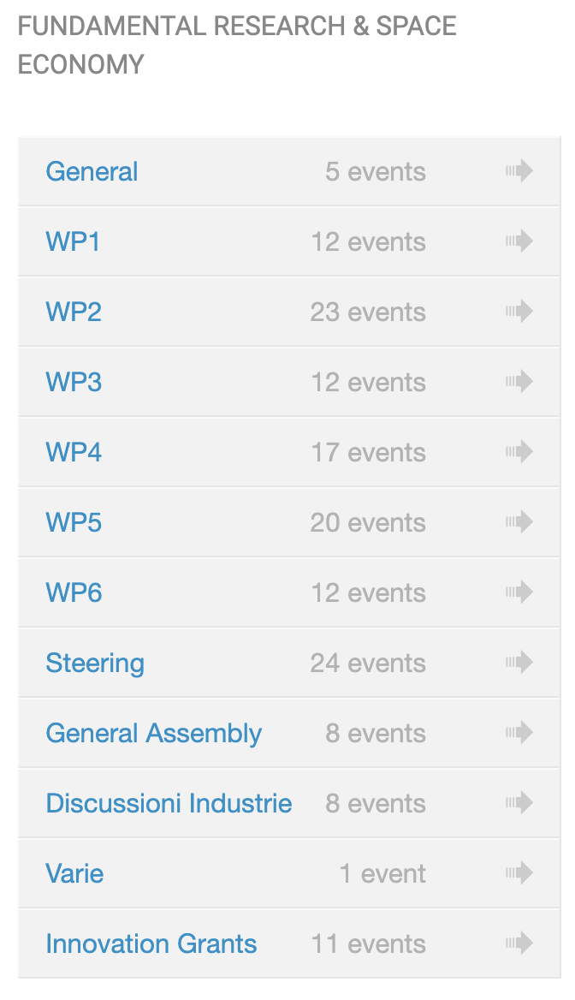 FUNDAMENTAL RESEARCH & SPACE
ECONOMY
General 5 events
WP1 12 events
WP2 23 events
WP3 12 events
WP4 17 events
WP5 20 events
WP6 12 events
Steering 24 events
General Assembly 8 events
Discussioni Industrie 8 events
Varie 1 event
Innovation Grants 11 events